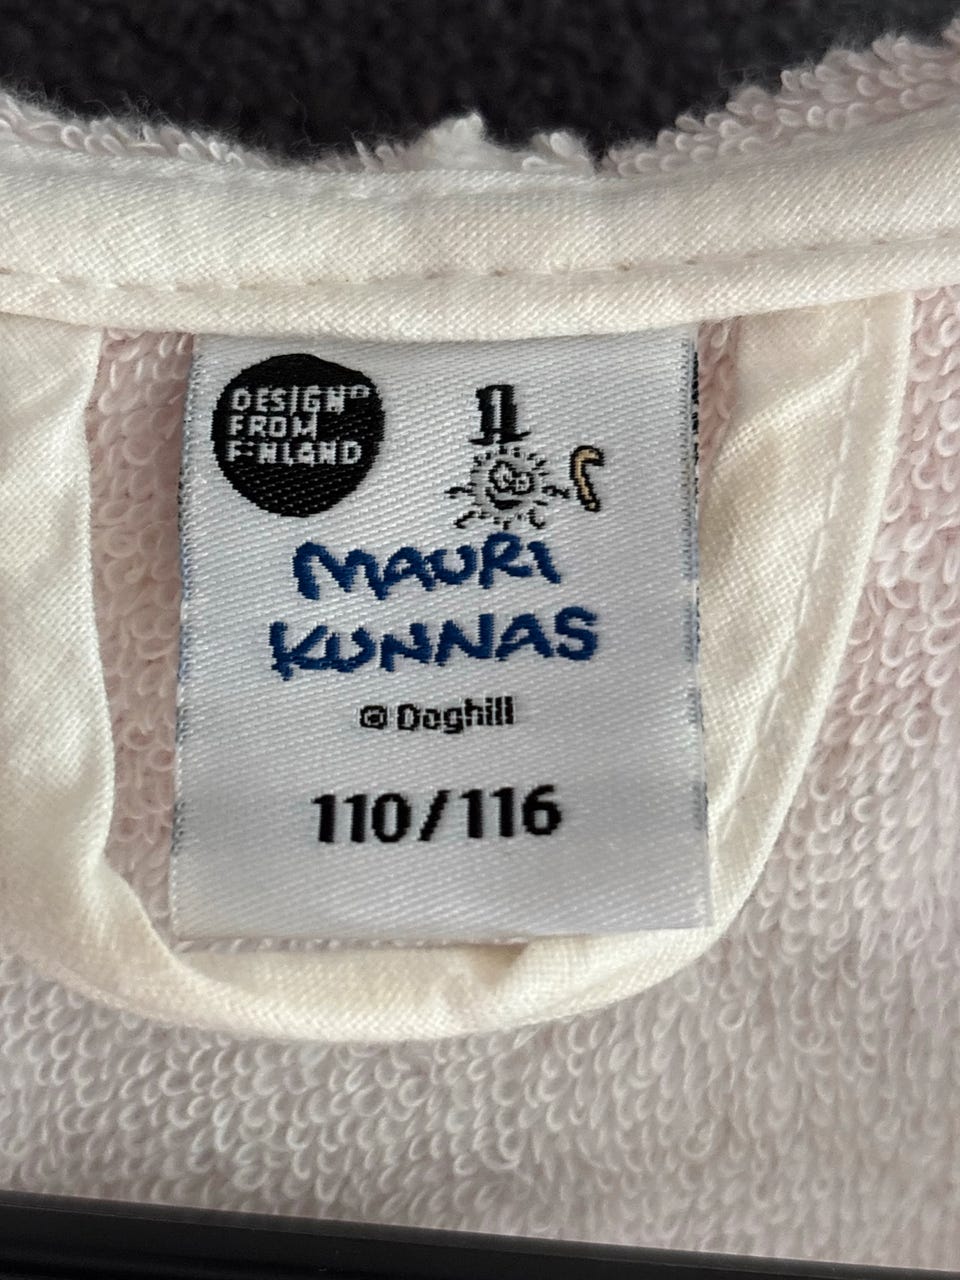 DESIGN
FROM
FINLAND
MAURI
KUNNAS
© Doghill
110/116